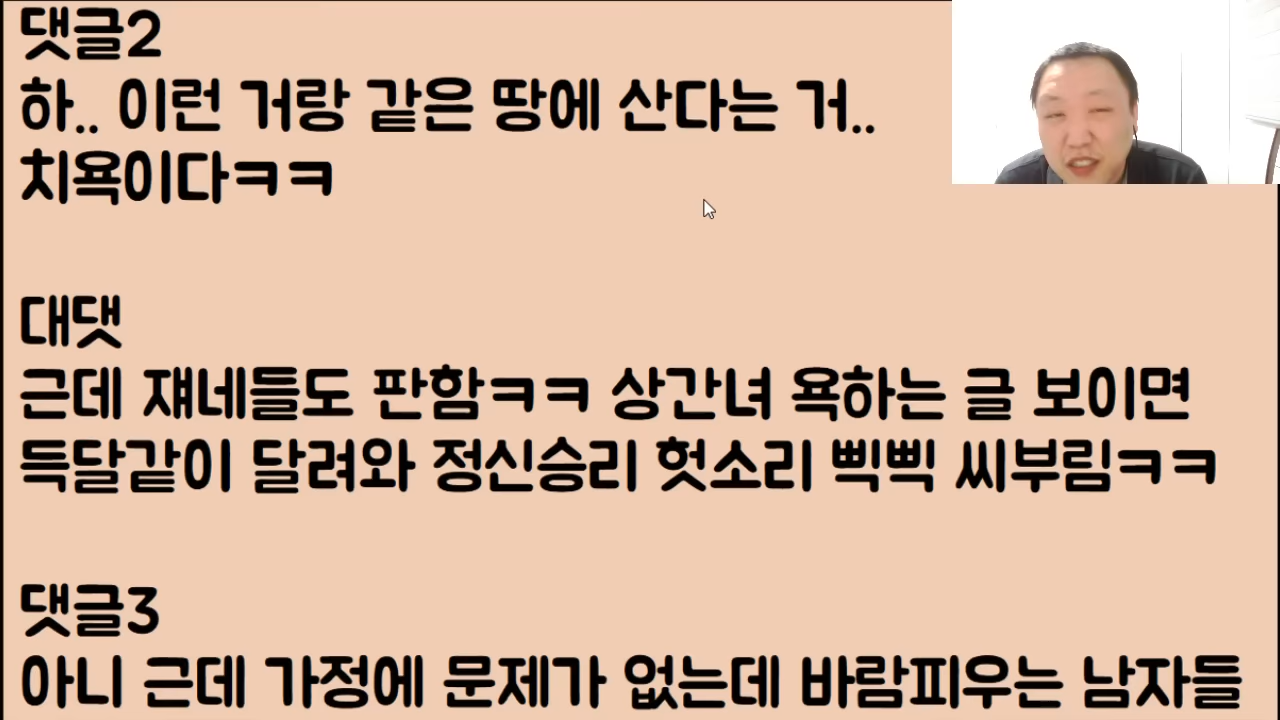 댓글2
하.. 이런 거랑 같은 땅에 산다는 거..
치욕이다ㅋㅋ
대댓
근데 쟤네들도 판함ㅋㅋ 상간녀 욕하는 글 보이면
득달같이 달려와 정신승리 헛소리 삑삑 씨부림ㅋㅋ
댓글3
아니 근데 가정에 문제가 없는데 바람피우는 남자들